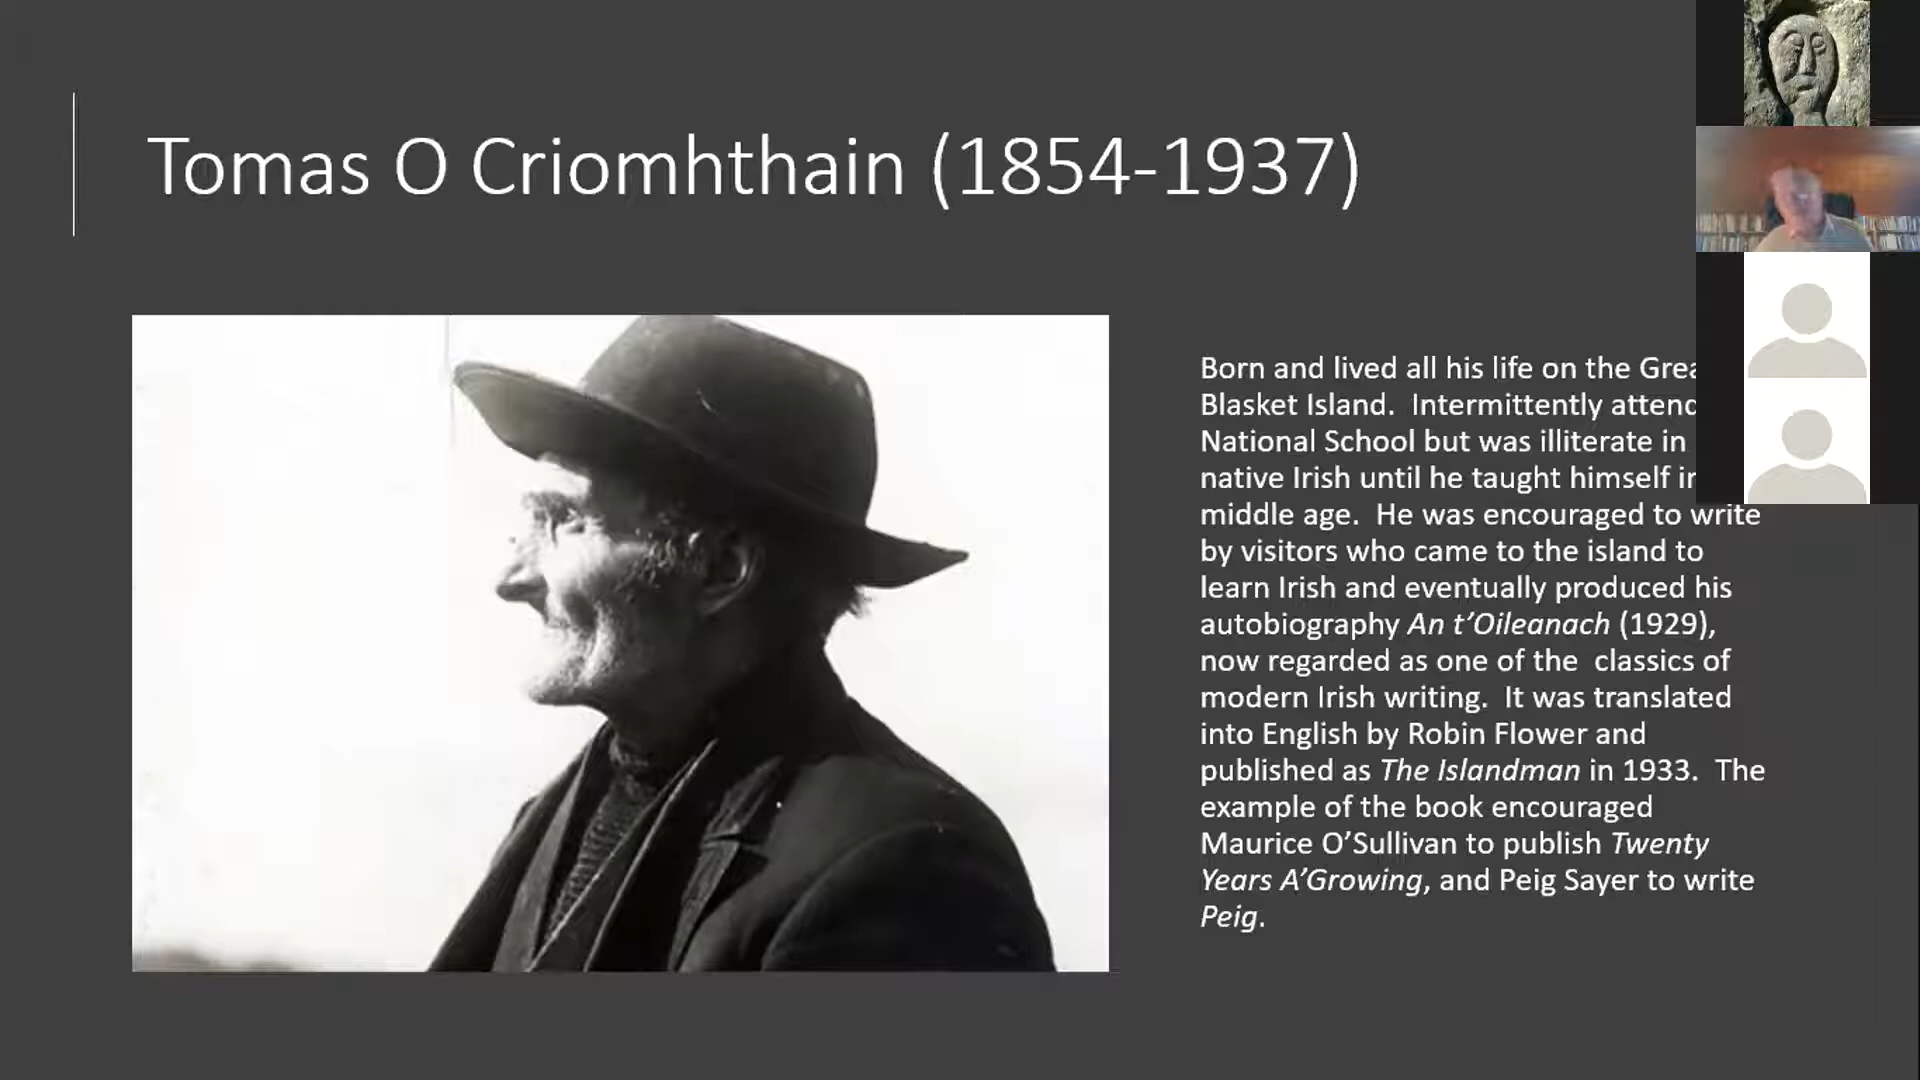 Tomas O Criomhthain (1854-1937)
Born and lived all his life on the
Blasket Island.  Intermittently
National School but was illiterate in
native Irish until he taught himself
middle age.  He was encouraged to write
by visitors who came to the island to
learn Irish and eventually produced his
autobiography An t’Oileanach (1929),
now regarded as one of the  classics of
modern Irish writing.  It was translated
into English by Robin Flower and
published as The Islandman in 1933.  The
example of the book encouraged
Maurice O’Sullivan to publish Twenty
Years A’Growing, and Peig Sayer to write
Peig.